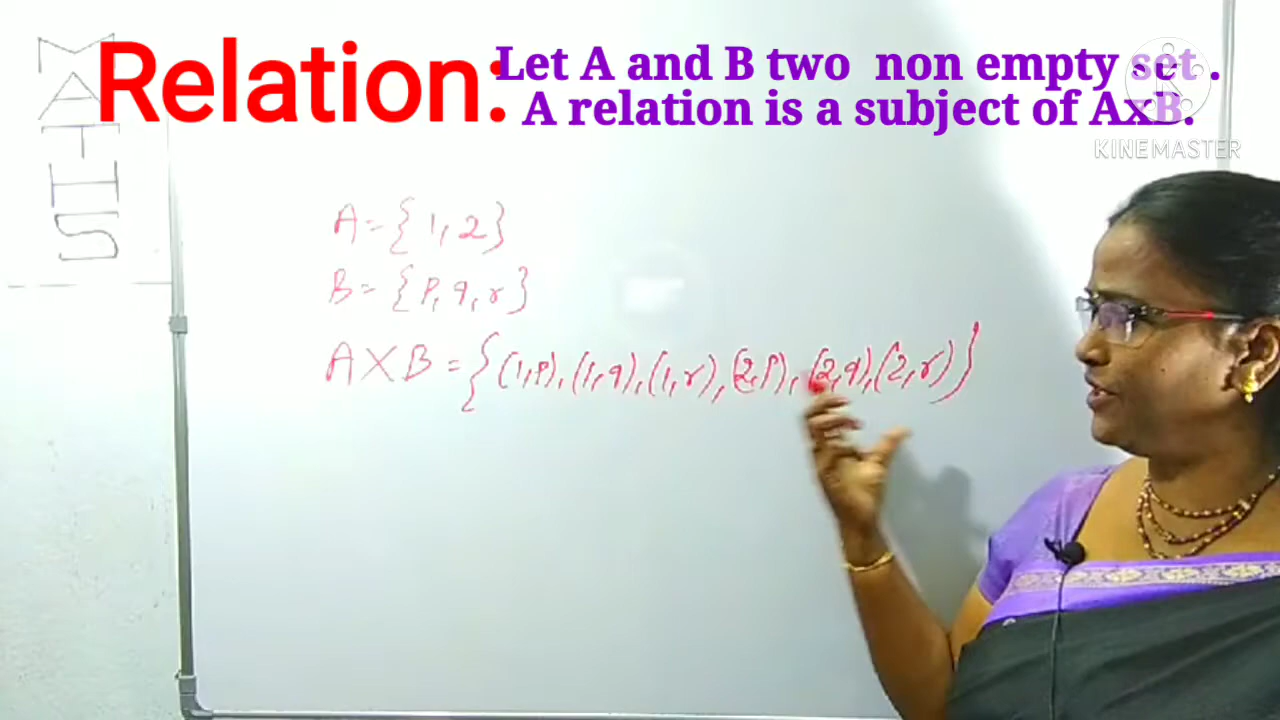 MATHS
Relation:
Let A and B two non empty set .
A relation is a subject of AxB.
KINEMASTER
A = { 1, 2 }
B = { p, q, r }
A X B = { (1, p), (1, q), (1, r), (2, p), (2, q), (2, r) }